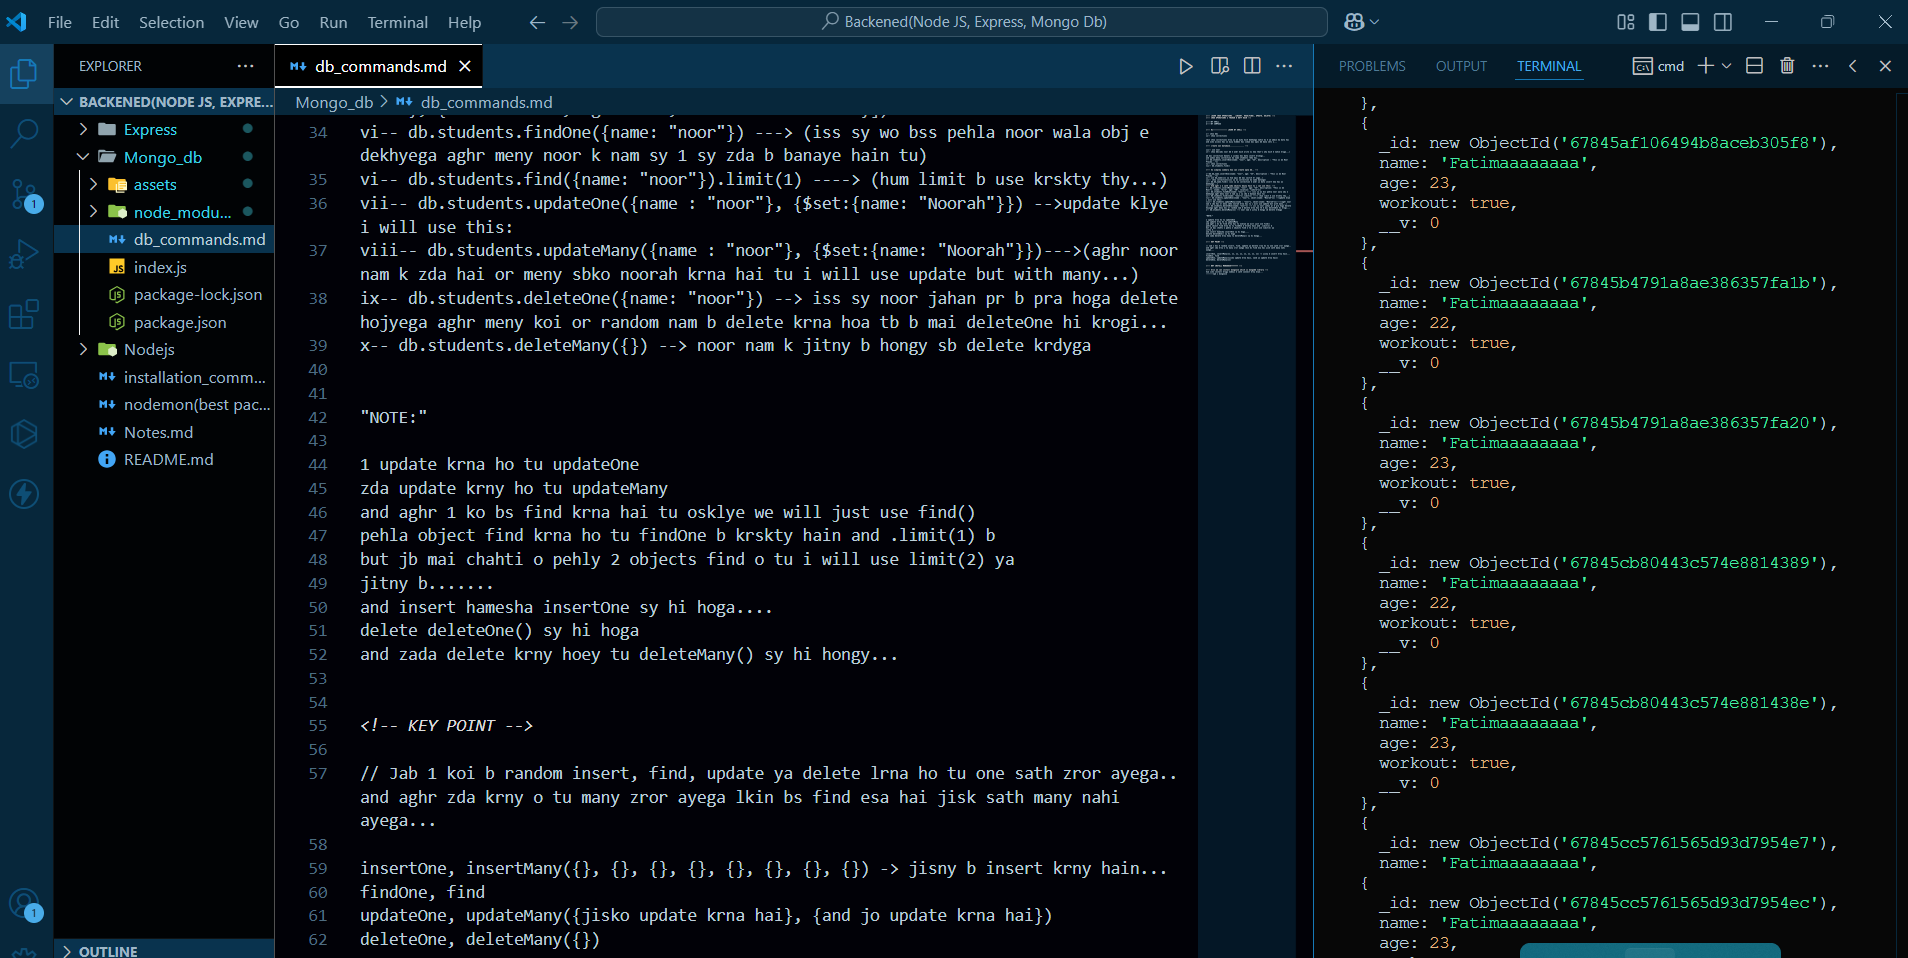 File Edit Selection View Go Run Terminal Help
Backened(Node JS, Express, Mongo Db)
EXPLORER
BACKENED(NODE JS, EXPRE...
Express
Mongo_db
assets
node_modu...
db_commands.md
index.js
package-lock.json
package.json
Nodejs
installation_comm...
nodemon(best pac...
Notes.md
README.md
OUTLINE
1
1
db_commands.md
Mongo_db > db_commands.md
34 vi-- db.students.findOne({name: "noor"}) ---> (iss sy wo bss pehla noor wala obj e
dekhyega aghr meny noor k nam sy 1 sy zda b banaye hain tu)
35 vi-- db.students.find({name: "noor"}).limit(1) ----> (hum limit b use krskty thy...)
36 vii-- db.students.updateOne({name : "noor"}, {$set:{name: "Noorah"}}) -->update klye
i will use this:
37 viii-- db.students.updateMany({name : "noor"}, {$set:{name: "Noorah"}})--->(aghr noor
nam k zda hai or meny sbko noorah krna hai tu i will use update but with many...)
38 ix-- db.students.deleteOne({name: "noor"}) --> iss sy noor jahan pr b pra hoga delete
hojyega aghr meny koi or random nam b delete krna hoa tb b mai deleteOne hi krogi...
39 x-- db.students.deleteMany({}) --> noor nam k jitny b hongy sb delete krdyga
40
41
42 "NOTE:"
43
44 1 update krna ho tu updateOne
45 zda update krny ho tu updateMany
46 and aghr 1 ko bs find krna hai tu osklye we will just use find()
47 pehla object find krna ho tu findOne b krskty hain and .limit(1) b
48 but jb mai chahti o pehly 2 objects find o tu i will use limit(2) ya
49 jitny b.......
50 and insert hamesha insertOne sy hi hoga....
51 delete deleteOne() sy hi hoga
52 and zada delete krny hoey tu deleteMany() sy hi hongy...
53
54
55 <!-- KEY POINT -->
56
57 // Jab 1 koi b random insert, find, update ya delete lrna ho tu one sath zror ayega..
and aghr zda krny o tu many zror ayega lkin bs find esa hai jisk sath many nahi
ayega...
58
59 insertOne, insertMany({}, {}, {}, {}, {}, {}, {}, {}) -> jisny b insert krny hain...
60 findOne, find
61 updateOne, updateMany({jisko update krna hai}, {and jo update krna hai})
62 deleteOne, deleteMany({})
PROBLEMS OUTPUT TERMINAL cmd
},
{
_id: new ObjectId('67845af106494b8aceb305f8'),
name: 'Fatimaaaaaaaa',
age: 23,
workout: true,
__v: 0
},
{
_id: new ObjectId('67845b4791a8ae386357fa1b'),
name: 'Fatimaaaaaaaa',
age: 22,
workout: true,
__v: 0
},
{
_id: new ObjectId('67845b4791a8ae386357fa20'),
name: 'Fatimaaaaaaaa',
age: 23,
workout: true,
__v: 0
},
{
_id: new ObjectId('67845cb80443c574e8814389'),
name: 'Fatimaaaaaaaa',
age: 22,
workout: true,
__v: 0
},
{
_id: new ObjectId('67845cb80443c574e881438e'),
name: 'Fatimaaaaaaaa',
age: 23,
workout: true,
__v: 0
},
{
_id: new ObjectId('67845cc5761565d93d7954e7'),
name: 'Fatimaaaaaaaa',
{
_id: new ObjectId('67845cc5761565d93d7954ec'),
name: 'Fatimaaaaaaaa',
age: 23,